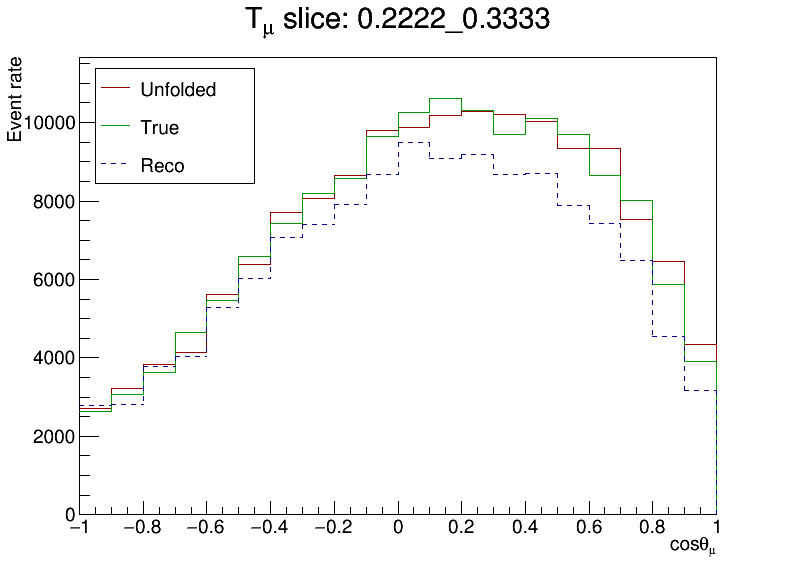 Tμ slice: 0.2222_0.3333
Event rate
Unfolded
True
Reco
10000
8000
6000
4000
2000
0
−1 −0.8 −0.6 −0.4 −0.2 0 0.2 0.4 0.6 0.8 1
cosθμ